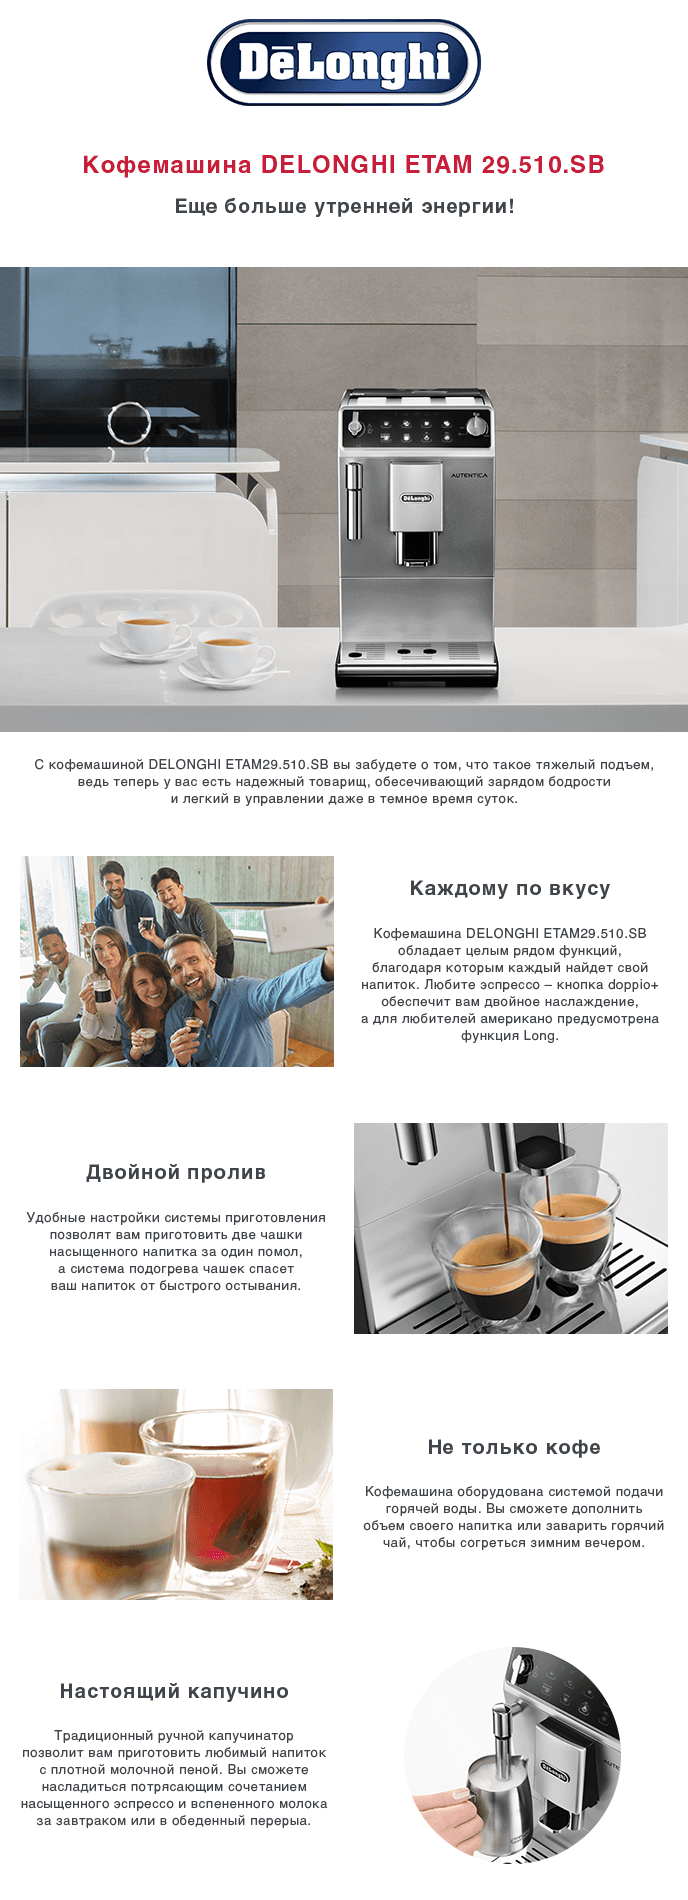 DēLonghi
Кофемашина DELONGHI ETAM 29.510.SB
Еще больше утренней энергии!
AUTENTICA
DēLonghi
С кофемашиной DELONGHI ETAM29.510.SB вы забудете о том, что такое тяжелый подъем,
ведь теперь у вас есть надежный товарищ, обесечивающий зарядом бодрости
и легкий в управлении даже в темное время суток.
Каждому по вкусу
Кофемашина DELONGHI ETAM29.510.SB
обладает целым рядом функций,
благодаря которым каждый найдет свой
напиток. Любите эспрессо – кнопка doppio+
обеспечит вам двойное наслаждение,
а для любителей американо предусмотрена
функция Long.
Двойной пролив
Удобные настройки системы приготовления
позволят вам приготовить две чашки
насыщенного напитка за один помол,
а система подогрева чашек спасет
ваш напиток от быстрого остывания.
Не только кофе
Кофемашина оборудована системой подачи
горячей воды. Вы сможете дополнить
объем своего напитка или заварить горячий
чай, чтобы согреться зимним вечером.
Настоящий капучино
Традиционный ручной капучинатор
позволит вам приготовить любимый напиток
с плотной молочной пеной. Вы сможете
насладиться потрясающим сочетанием
насыщенного эспрессо и вспененного молока
за завтраком или в обеденный перерыа.
DēLonghi